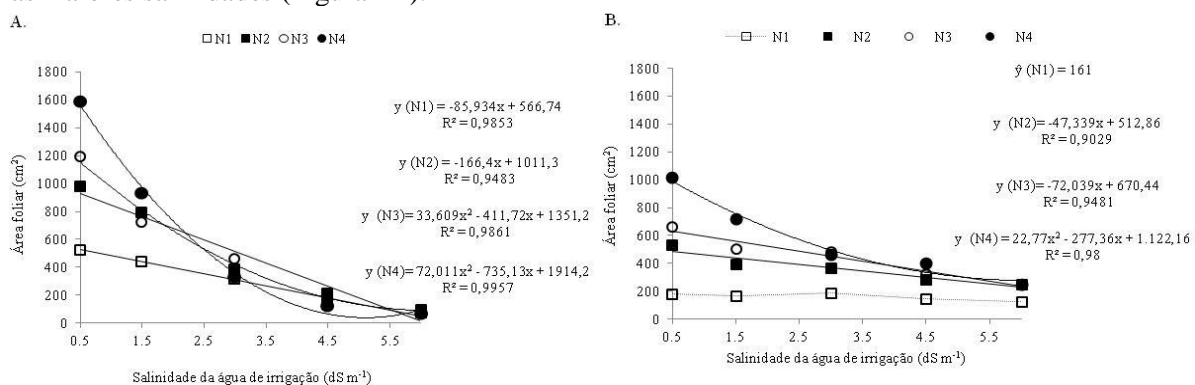 A.
N1 N2 N3 N4
Área foliar (cm²)
1800
1600
1400
1200
1000
800
600
400
200
0
y (N1) = -85,934x + 566,74
R² = 0,9853
y (N2) = -166,4x + 1011,3
R² = 0,9483
y (N3)= 33,609x² - 411,72x + 1351,2
R² = 0,9861
y (N4)= 72,011x² - 735,13x + 1914,2
R² = 0,9957
0.5 1.5 2.5 3.5 4.5 5.5
Salinidade da água de irrigação (dS m⁻¹)
B.
N1 N2 N3 N4
Área foliar (cm²)
1800
1600
1400
1200
1000
800
600
400
200
0
ŷ (N1) = 161
y (N2)= -47,339x + 512,86
R² = 0,9029
y (N3)= -72,039x + 670,44
R² = 0,9481
y (N4)= 22,77x² - 277,36x + 1.122,16
R² = 0,98
0.5 1.5 2.5 3.5 4.5 5.5
Salinidade da água de irrigação (dS m⁻¹)